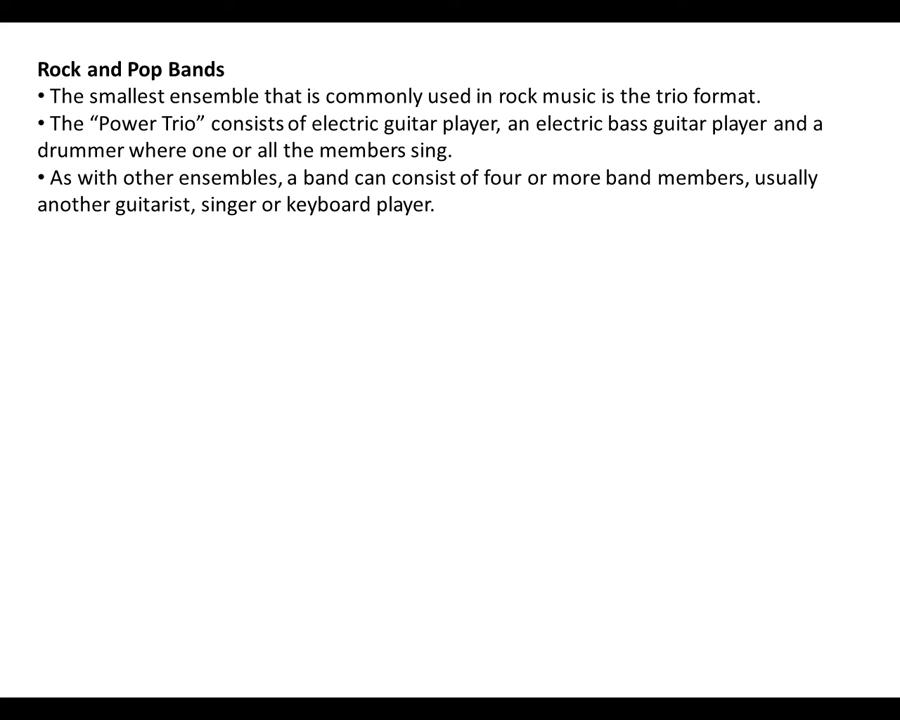 Rock and Pop Bands
• The smallest ensemble that is commonly used in rock music is the trio format.
• The “Power Trio” consists of electric guitar player, an electric bass guitar player and a
drummer where one or all the members sing.
• As with other ensembles, a band can consist of four or more band members, usually
another guitarist, singer or keyboard player.